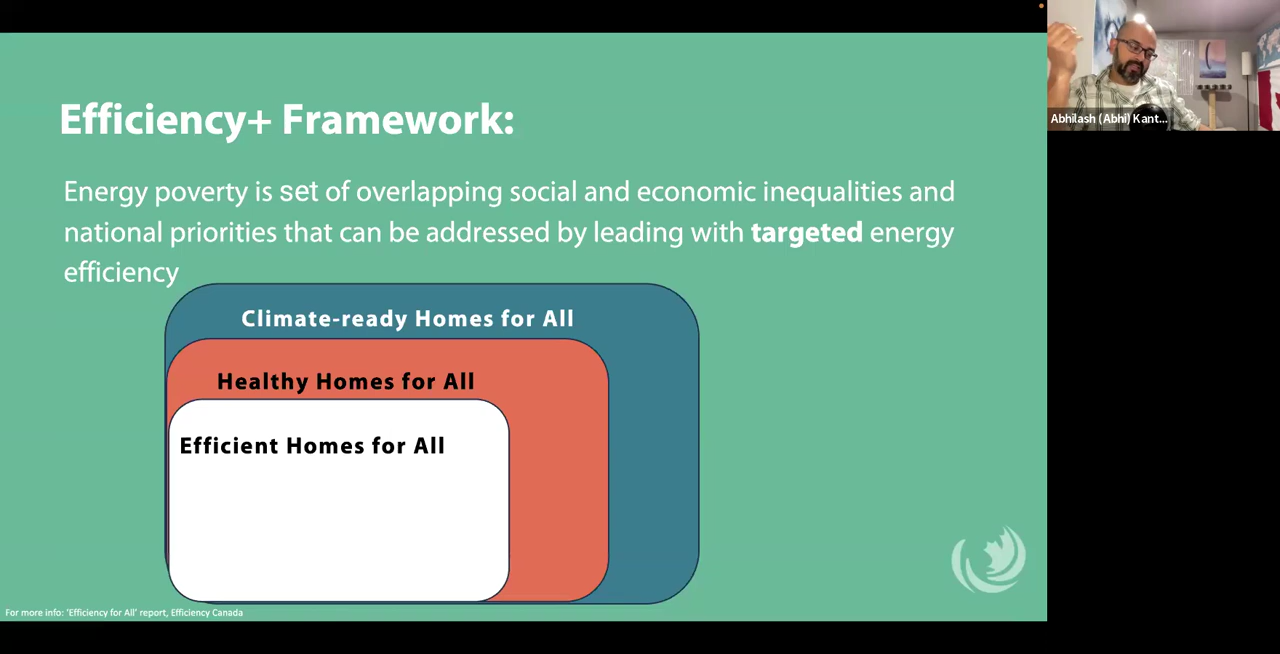 Efficiency+ Framework:
Energy poverty is set of overlapping social and economic inequalities and
national priorities that can be addressed by leading with targeted energy
efficiency
Climate-ready Homes for All
Healthy Homes for All
Efficient Homes for All
For more info: 'Efficiency for All' report, Efficiency Canada
Abhilash (Abhi) Kant...